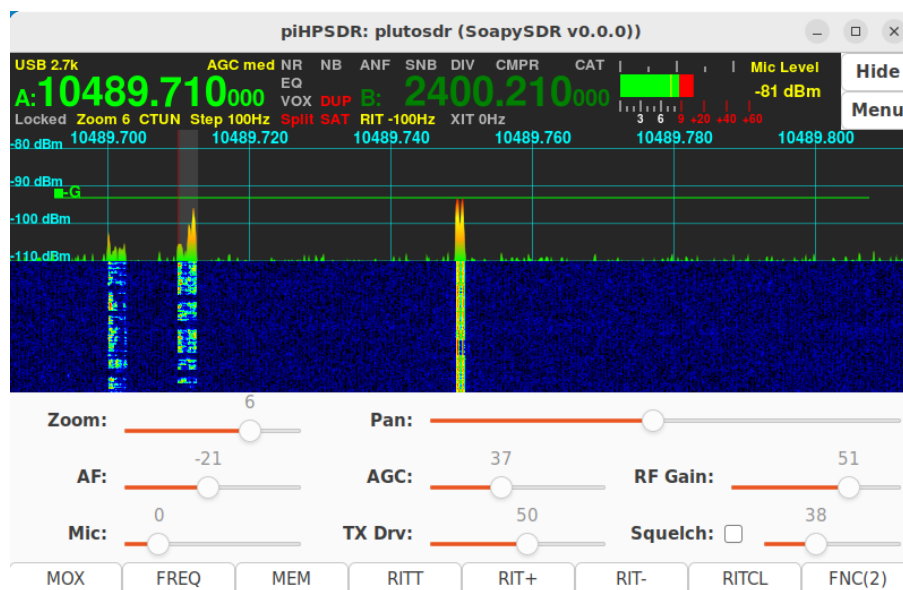 piHPSDR: plutosdr (SoapySDR v0.0.0))
USB 2.7k AGC med NR NB ANF SNB DIV CMPR CAT Mic Level Hide
A:10489.710000 EQ VOX DUP B: 2400.210000 -81 dBm
Locked Zoom 6 CTUN Step 100Hz Split SAT RIT -100Hz XIT 0Hz 3 6 9 +20 +40 +60 Menu
-80 dBm 10489.700 10489.720 10489.740 10489.760 10489.780 10489.800
-90 dBm
-G
-100 dBm
-110 dBm
Zoom: 6 Pan:
AF: -21 AGC: 37 RF Gain: 51
Mic: 0 TX Drv: 50 Squelch: 38
MOX FREQ MEM RITT RIT+ RIT- RITCL FNC(2)